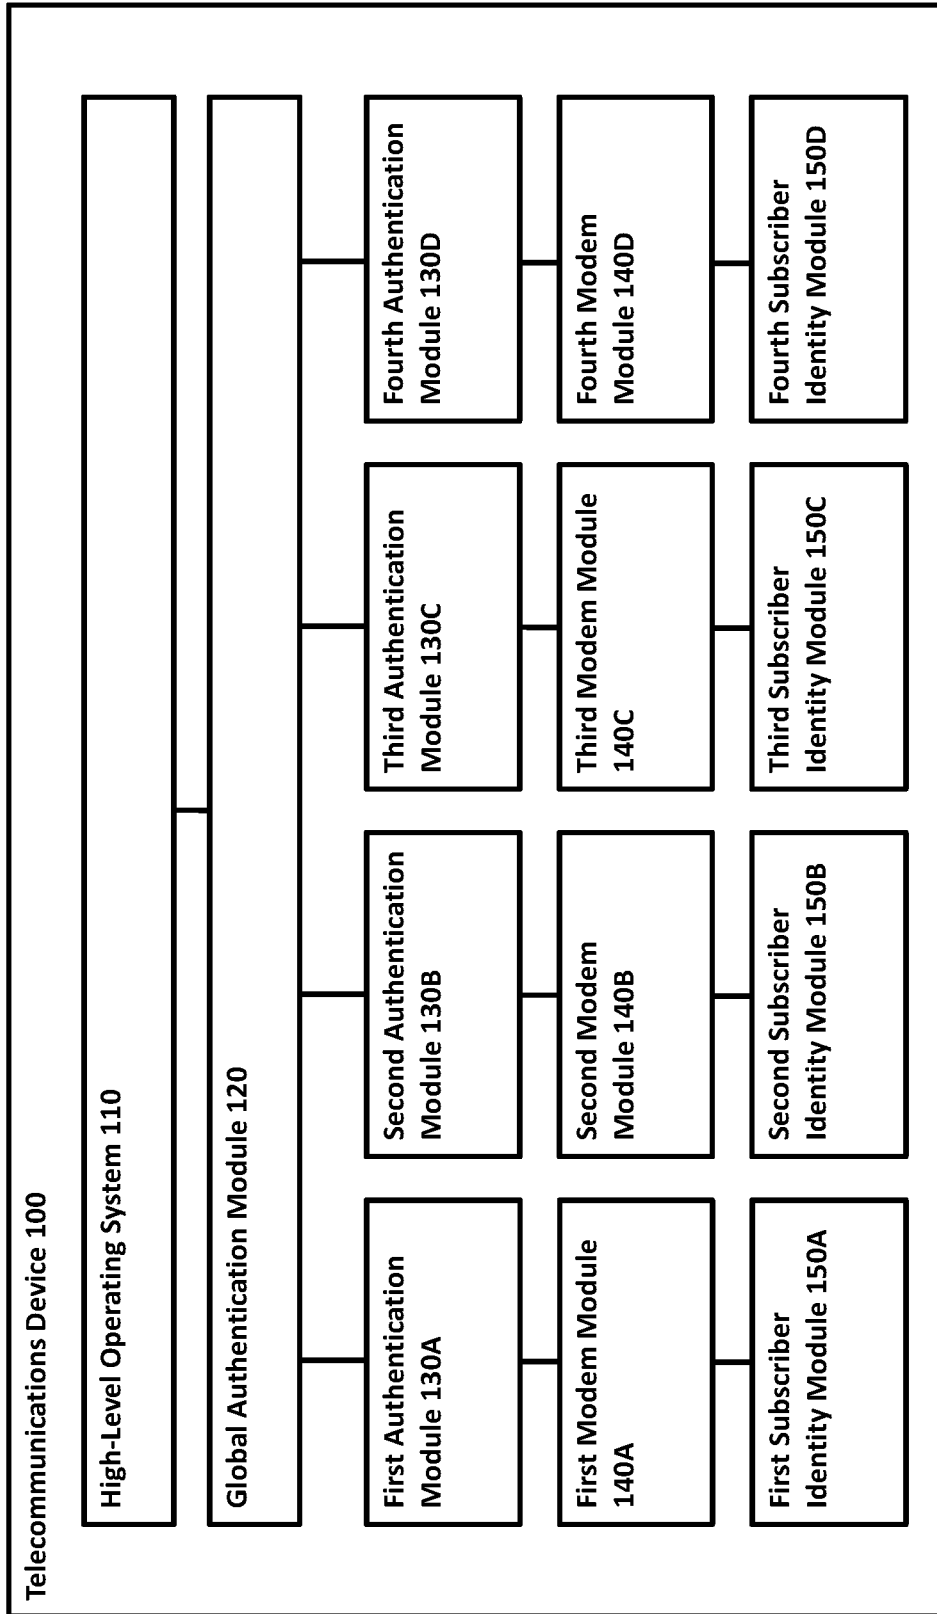 Telecommunications Device 100
High-Level Operating System 110
Global Authentication Module 120
First Authentication
Module 130A
Second Authentication
Module 130B
Third Authentication
Module 130C
Fourth Authentication
Module 130D
First Modem Module
140A
Second Modem
Module 140B
Third Modem Module
140C
Fourth Modem
Module 140D
First Subscriber
Identity Module 150A
Second Subscriber
Identity Module 150B
Third Subscriber
Identity Module 150C
Fourth Subscriber
Identity Module 150D